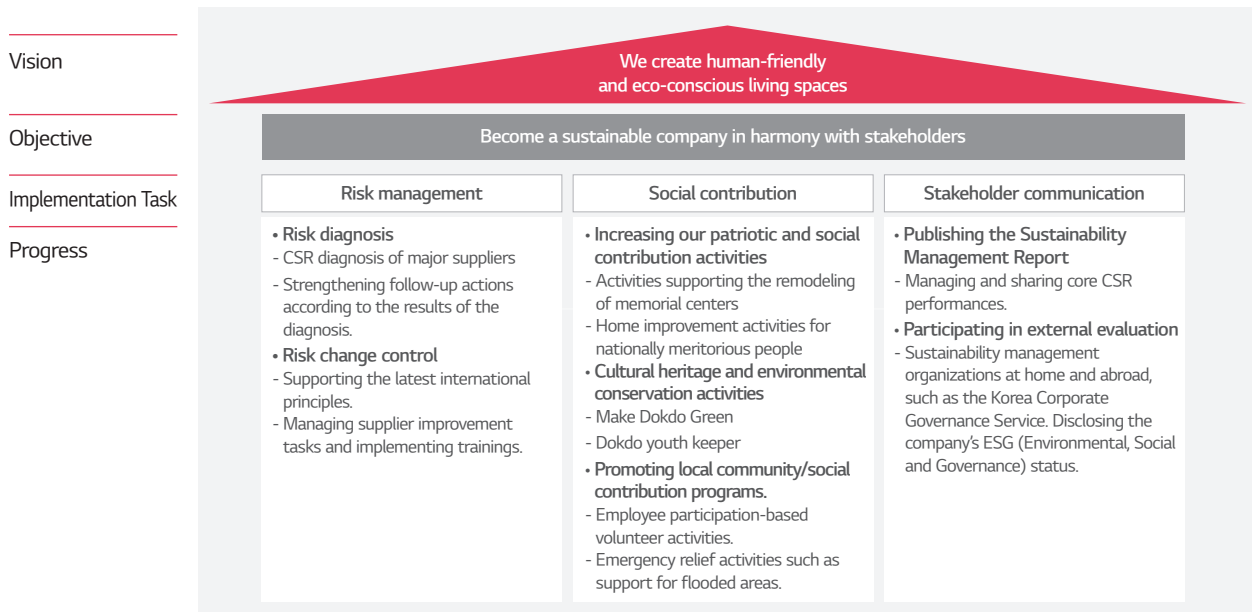 Vision
We create human-friendly
and eco-conscious living spaces
Objective
Become a sustainable company in harmony with stakeholders
Implementation Task
Risk management
Social contribution
Stakeholder communication
Progress
• Risk diagnosis
- CSR diagnosis of major suppliers
- Strengthening follow-up actions
according to the results of the
diagnosis.
• Risk change control
- Supporting the latest international
principles.
- Managing supplier improvement
tasks and implementing trainings.
• Increasing our patriotic and social
contribution activities
- Activities supporting the remodeling
of memorial centers
- Home improvement activities for
nationally meritorious people
• Cultural heritage and environmental
conservation activities
- Make Dokdo Green
- Dokdo youth keeper
• Promoting local community/social
contribution programs.
- Employee participation-based
volunteer activities.
- Emergency relief activities such as
support for flooded areas.
• Publishing the Sustainability
Management Report
- Managing and sharing core CSR
performances.
• Participating in external evaluation
- Sustainability management
organizations at home and abroad,
such as the Korea Corporate
Governance Service. Disclosing the
company's ESG (Environmental, Social
and Governance) status.